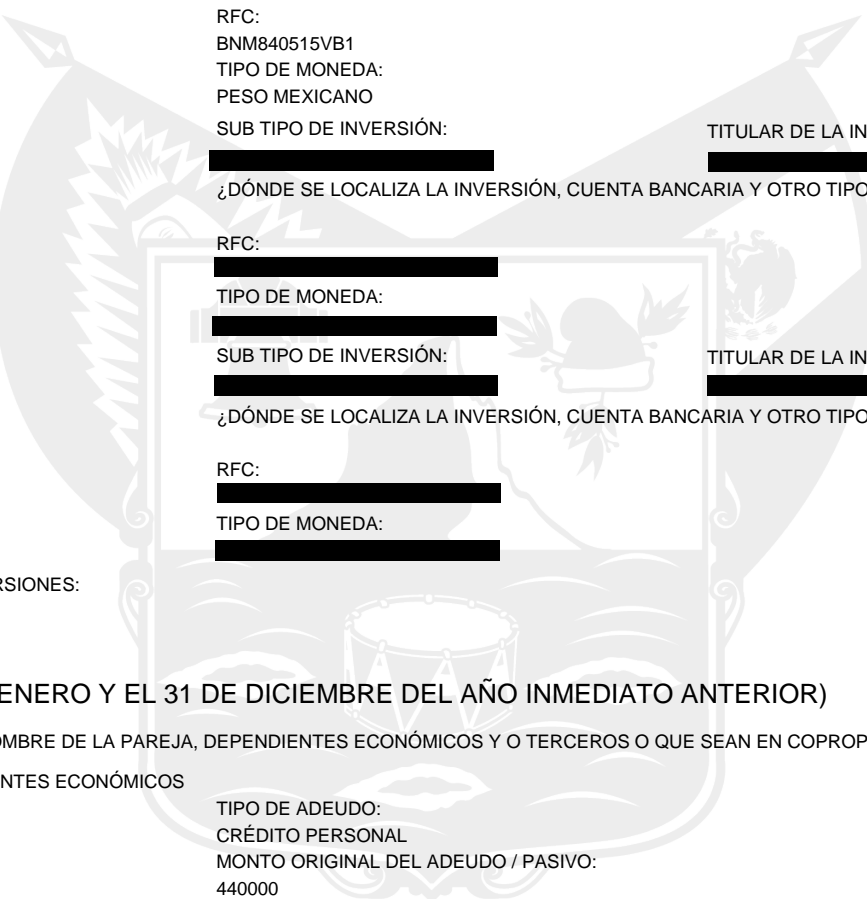 RFC:
BNM840515VB1
TIPO DE MONEDA:
PESO MEXICANO
SUB TIPO DE INVERSIÓN: TITULAR DE LA IN
¿DÓNDE SE LOCALIZA LA INVERSIÓN, CUENTA BANCARIA Y OTRO TIPO
RFC:
TIPO DE MONEDA:
SUB TIPO DE INVERSIÓN: TITULAR DE LA IN
¿DÓNDE SE LOCALIZA LA INVERSIÓN, CUENTA BANCARIA Y OTRO TIPO
RFC:
TIPO DE MONEDA:
RSIONES:
ENERO Y EL 31 DE DICIEMBRE DEL AÑO INMEDIATO ANTERIOR)
OMBRE DE LA PAREJA, DEPENDIENTES ECONÓMICOS Y O TERCEROS O QUE SEAN EN COPROP
NTES ECONÓMICOS
TIPO DE ADEUDO:
CRÉDITO PERSONAL
MONTO ORIGINAL DEL ADEUDO / PASIVO:
440000